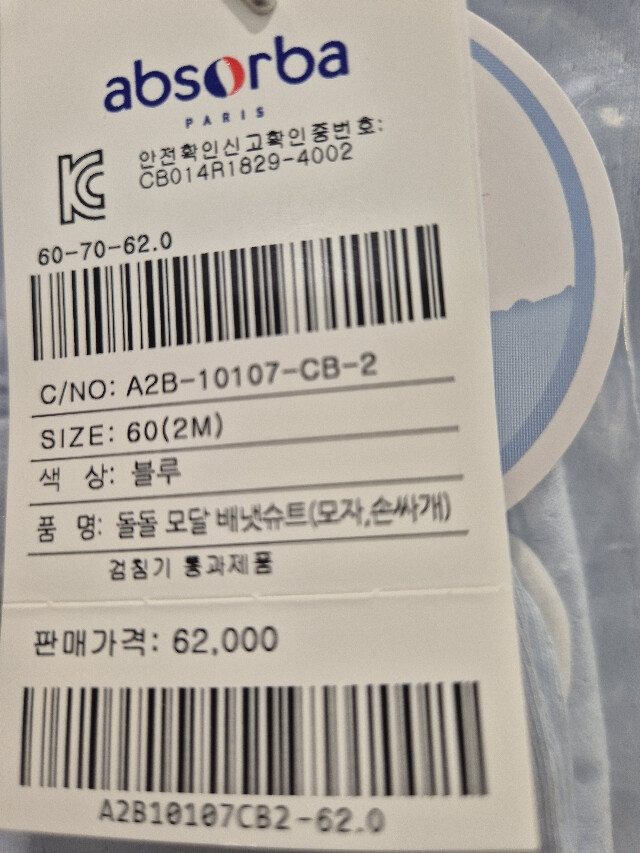 absorba
PARIS
안전확인신고확인증번호:
CB014R1829-4002
60-70-62.0
C/NO: A2B-10107-CB-2
SIZE: 60(2M)
색 상: 블루
품 명: 돌돌 모달 배냇슈트(모자,손싸개)
검침기 통과제품
판매가격: 62,000
A2B10107CB2-62.0